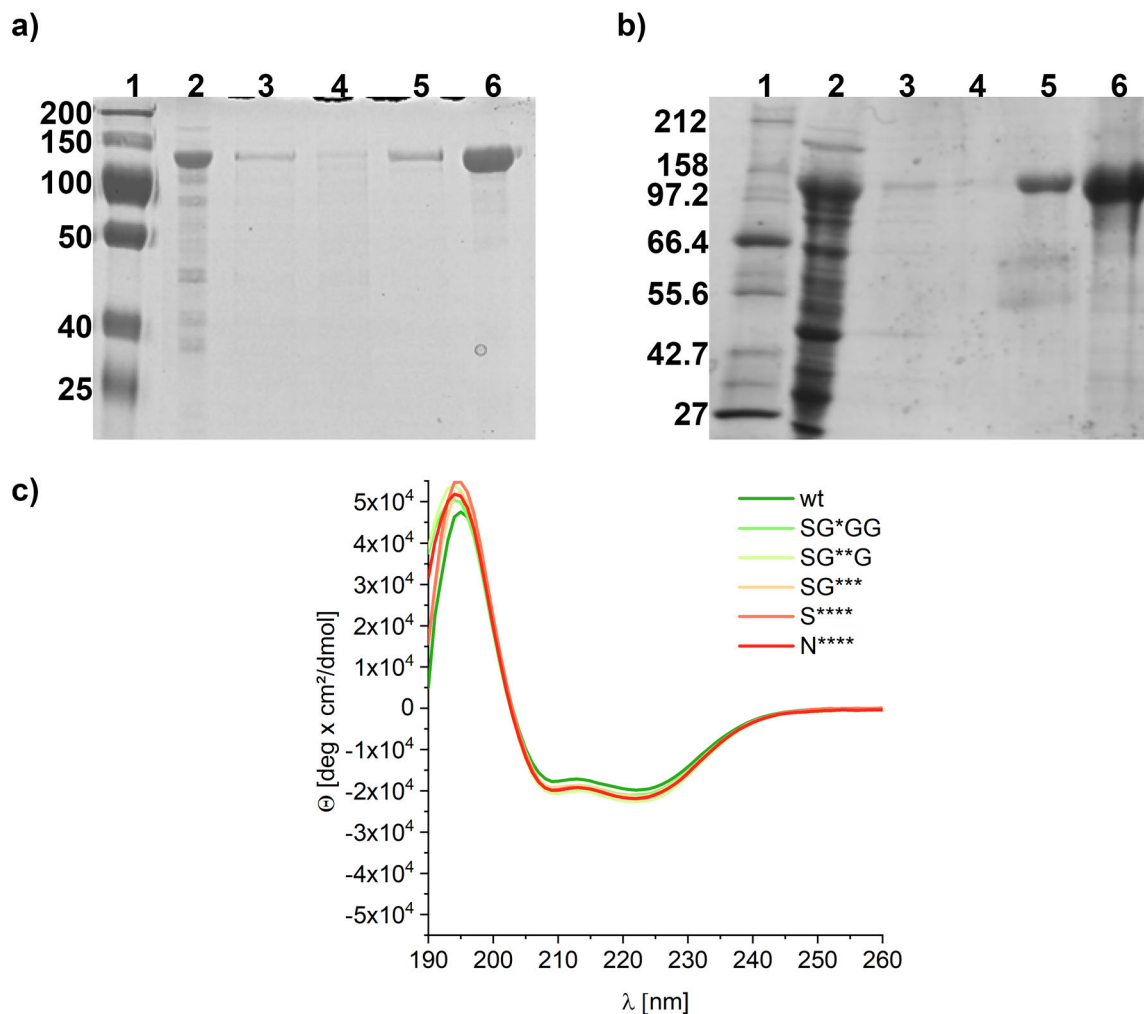 a)
1 2 3 4 5 6
200
150
100
50
40
25
b)
1 2 3 4 5 6
212
158
97.2
66.4
55.6
42.7
27
c)
5x10⁴
4x10⁴
3x10⁴
2x10⁴
1x10⁴
0
-1x10⁴
-2x10⁴
-3x10⁴
-4x10⁴
-5x10⁴
Θ [deg x cm²/dmol]
wt
SG*GG
SG**G
SG***
S****
N****
190 200 210 220 230 240 250 260
λ [nm]